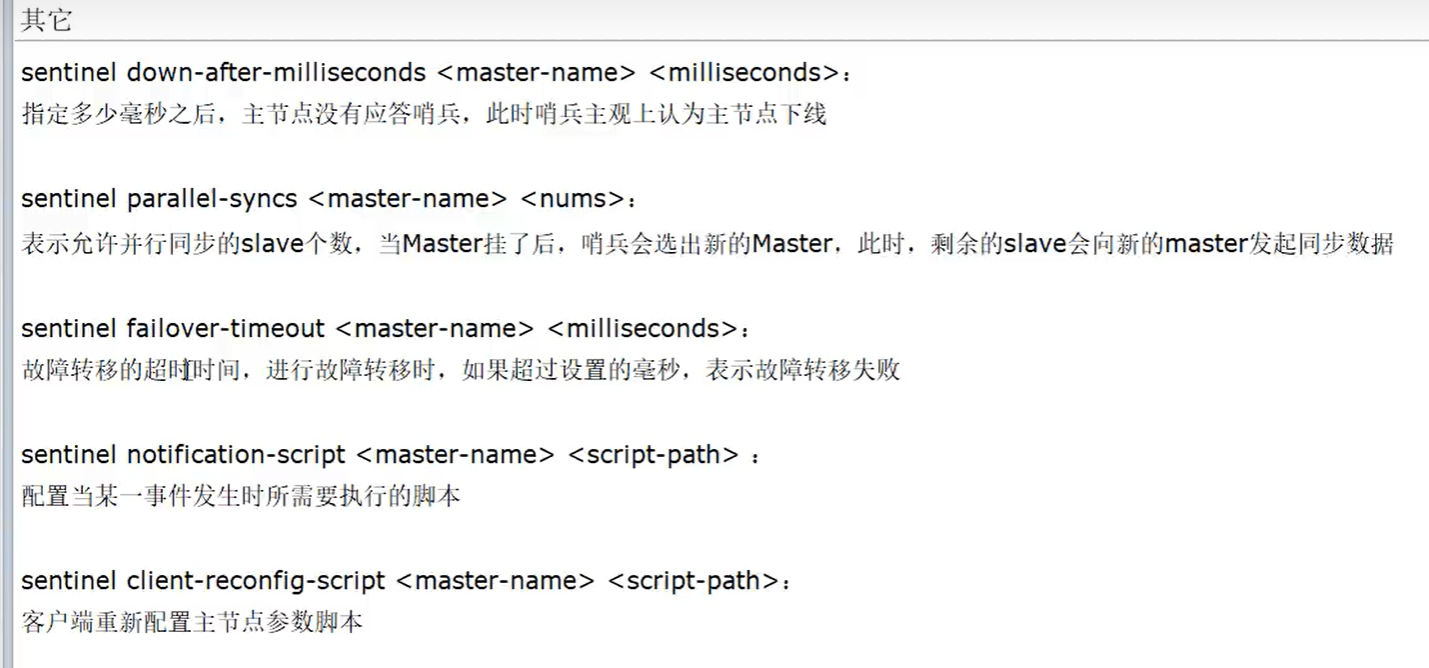 其它
sentinel down-after-milliseconds <master-name> <milliseconds>：
指定多少毫秒之后，主节点没有应答哨兵，此时哨兵主观上认为主节点下线
sentinel parallel-syncs <master-name> <nums>：
表示允许并行同步的slave个数，当Master挂了后，哨兵会选出新的Master，此时，剩余的slave会向新的master发起同步数据
sentinel failover-timeout <master-name> <milliseconds>：
故障转移的超时时间，进行故障转移时，如果超过设置的毫秒，表示故障转移失败
sentinel notification-script <master-name> <script-path> ：
配置当某一事件发生时所需要执行的脚本
sentinel client-reconfig-script <master-name> <script-path>：
客户端重新配置主节点参数脚本